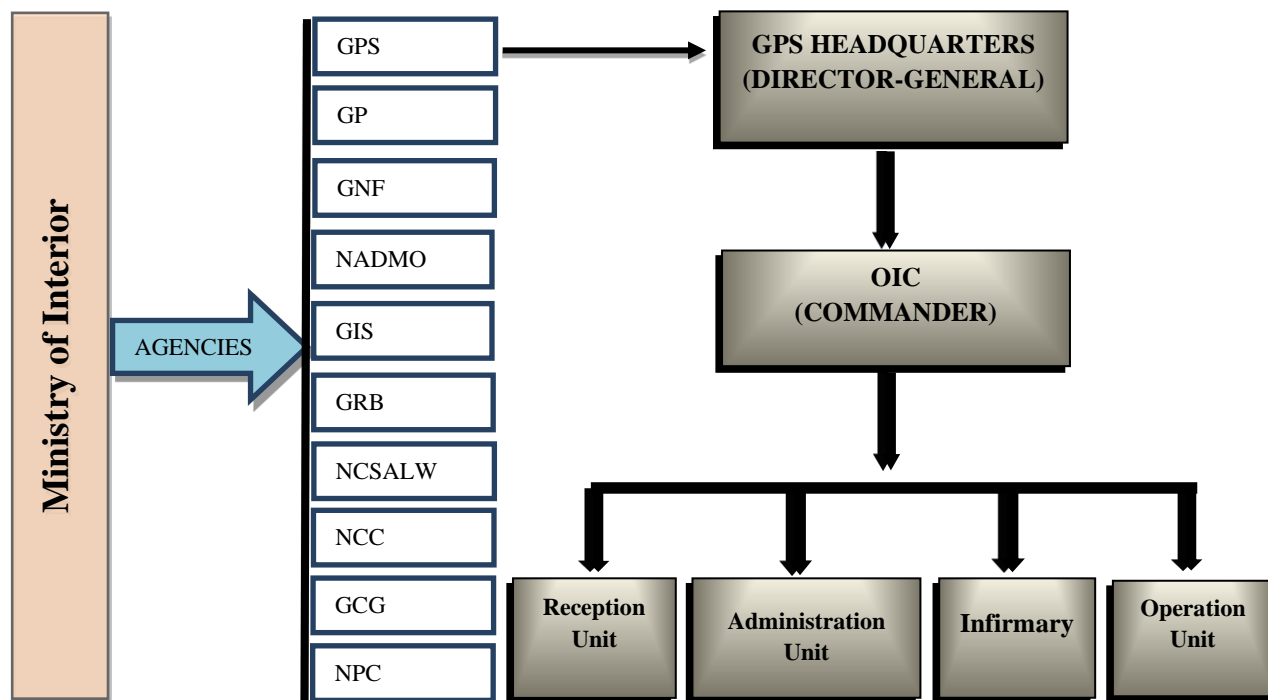 Ministry of Interior
AGENCIES
GPS
GP
GNF
NADMO
GIS
GRB
NCSALW
NCC
GCG
NPC
GPS HEADQUARTERS
(DIRECTOR-GENERAL)
OIC
(COMMANDER)
Reception
Unit
Administration
Unit
Infirmary
Operation
Unit